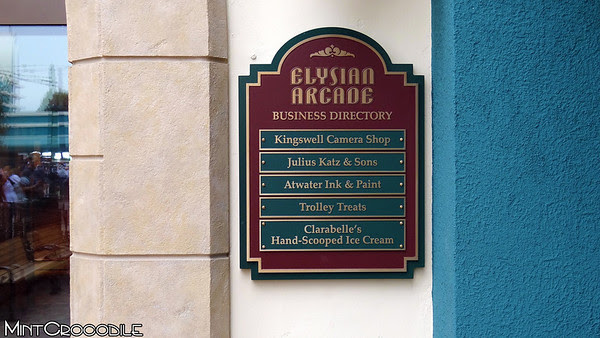 ELYSIAN
ARCADE
BUSINESS DIRECTORY
Kingswell Camera Shop
Julius Katz & Sons
Atwater Ink & Paint
Trolley Treats
Clarabelle's
Hand-Scooped Ice Cream
MintCrocodile